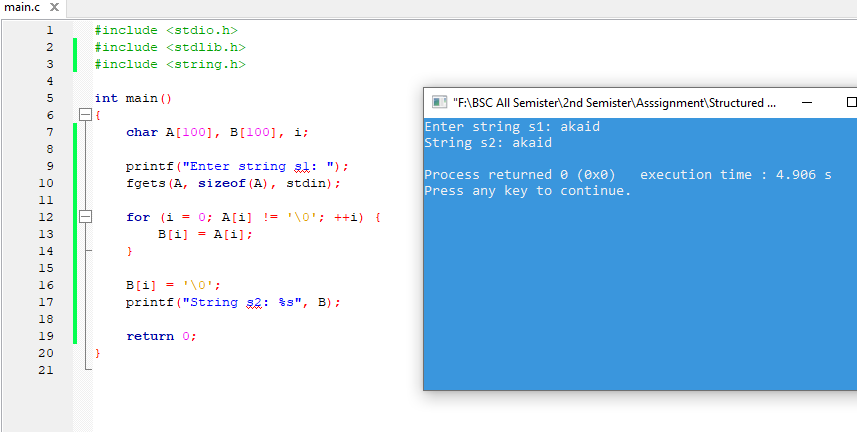 main.c X
1 #include <stdio.h>
2 #include <stdlib.h>
3 #include <string.h>
4
5 int main()
6 {
7 char A[100], B[100], i;
8
9 printf("Enter string s1: ");
10 fgets(A, sizeof(A), stdin);
11
12 for (i = 0; A[i] != '\0'; ++i) {
13 B[i] = A[i];
14 }
15
16 B[i] = '\0';
17 printf("String s2: %s", B);
18
19 return 0;
20 }
21
"F:\BSC All Semister\2nd Semister\Asssignment\Structured ...
Enter string s1: akaid
String s2: akaid
Process returned 0 (0x0) execution time : 4.906 s
Press any key to continue.